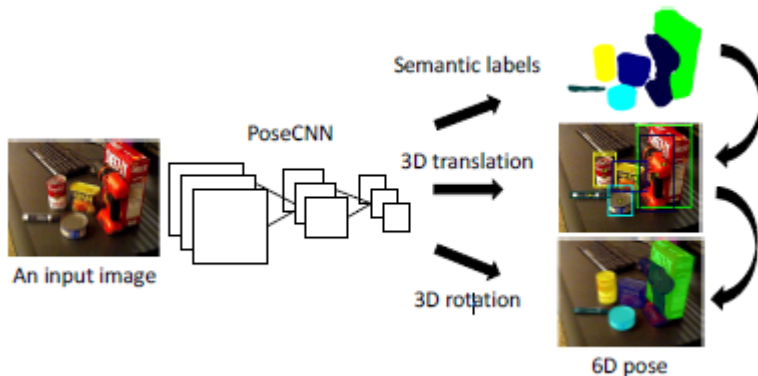 Semantic labels
PoseCNN
3D translation
An input image
3D rotation
6D pose